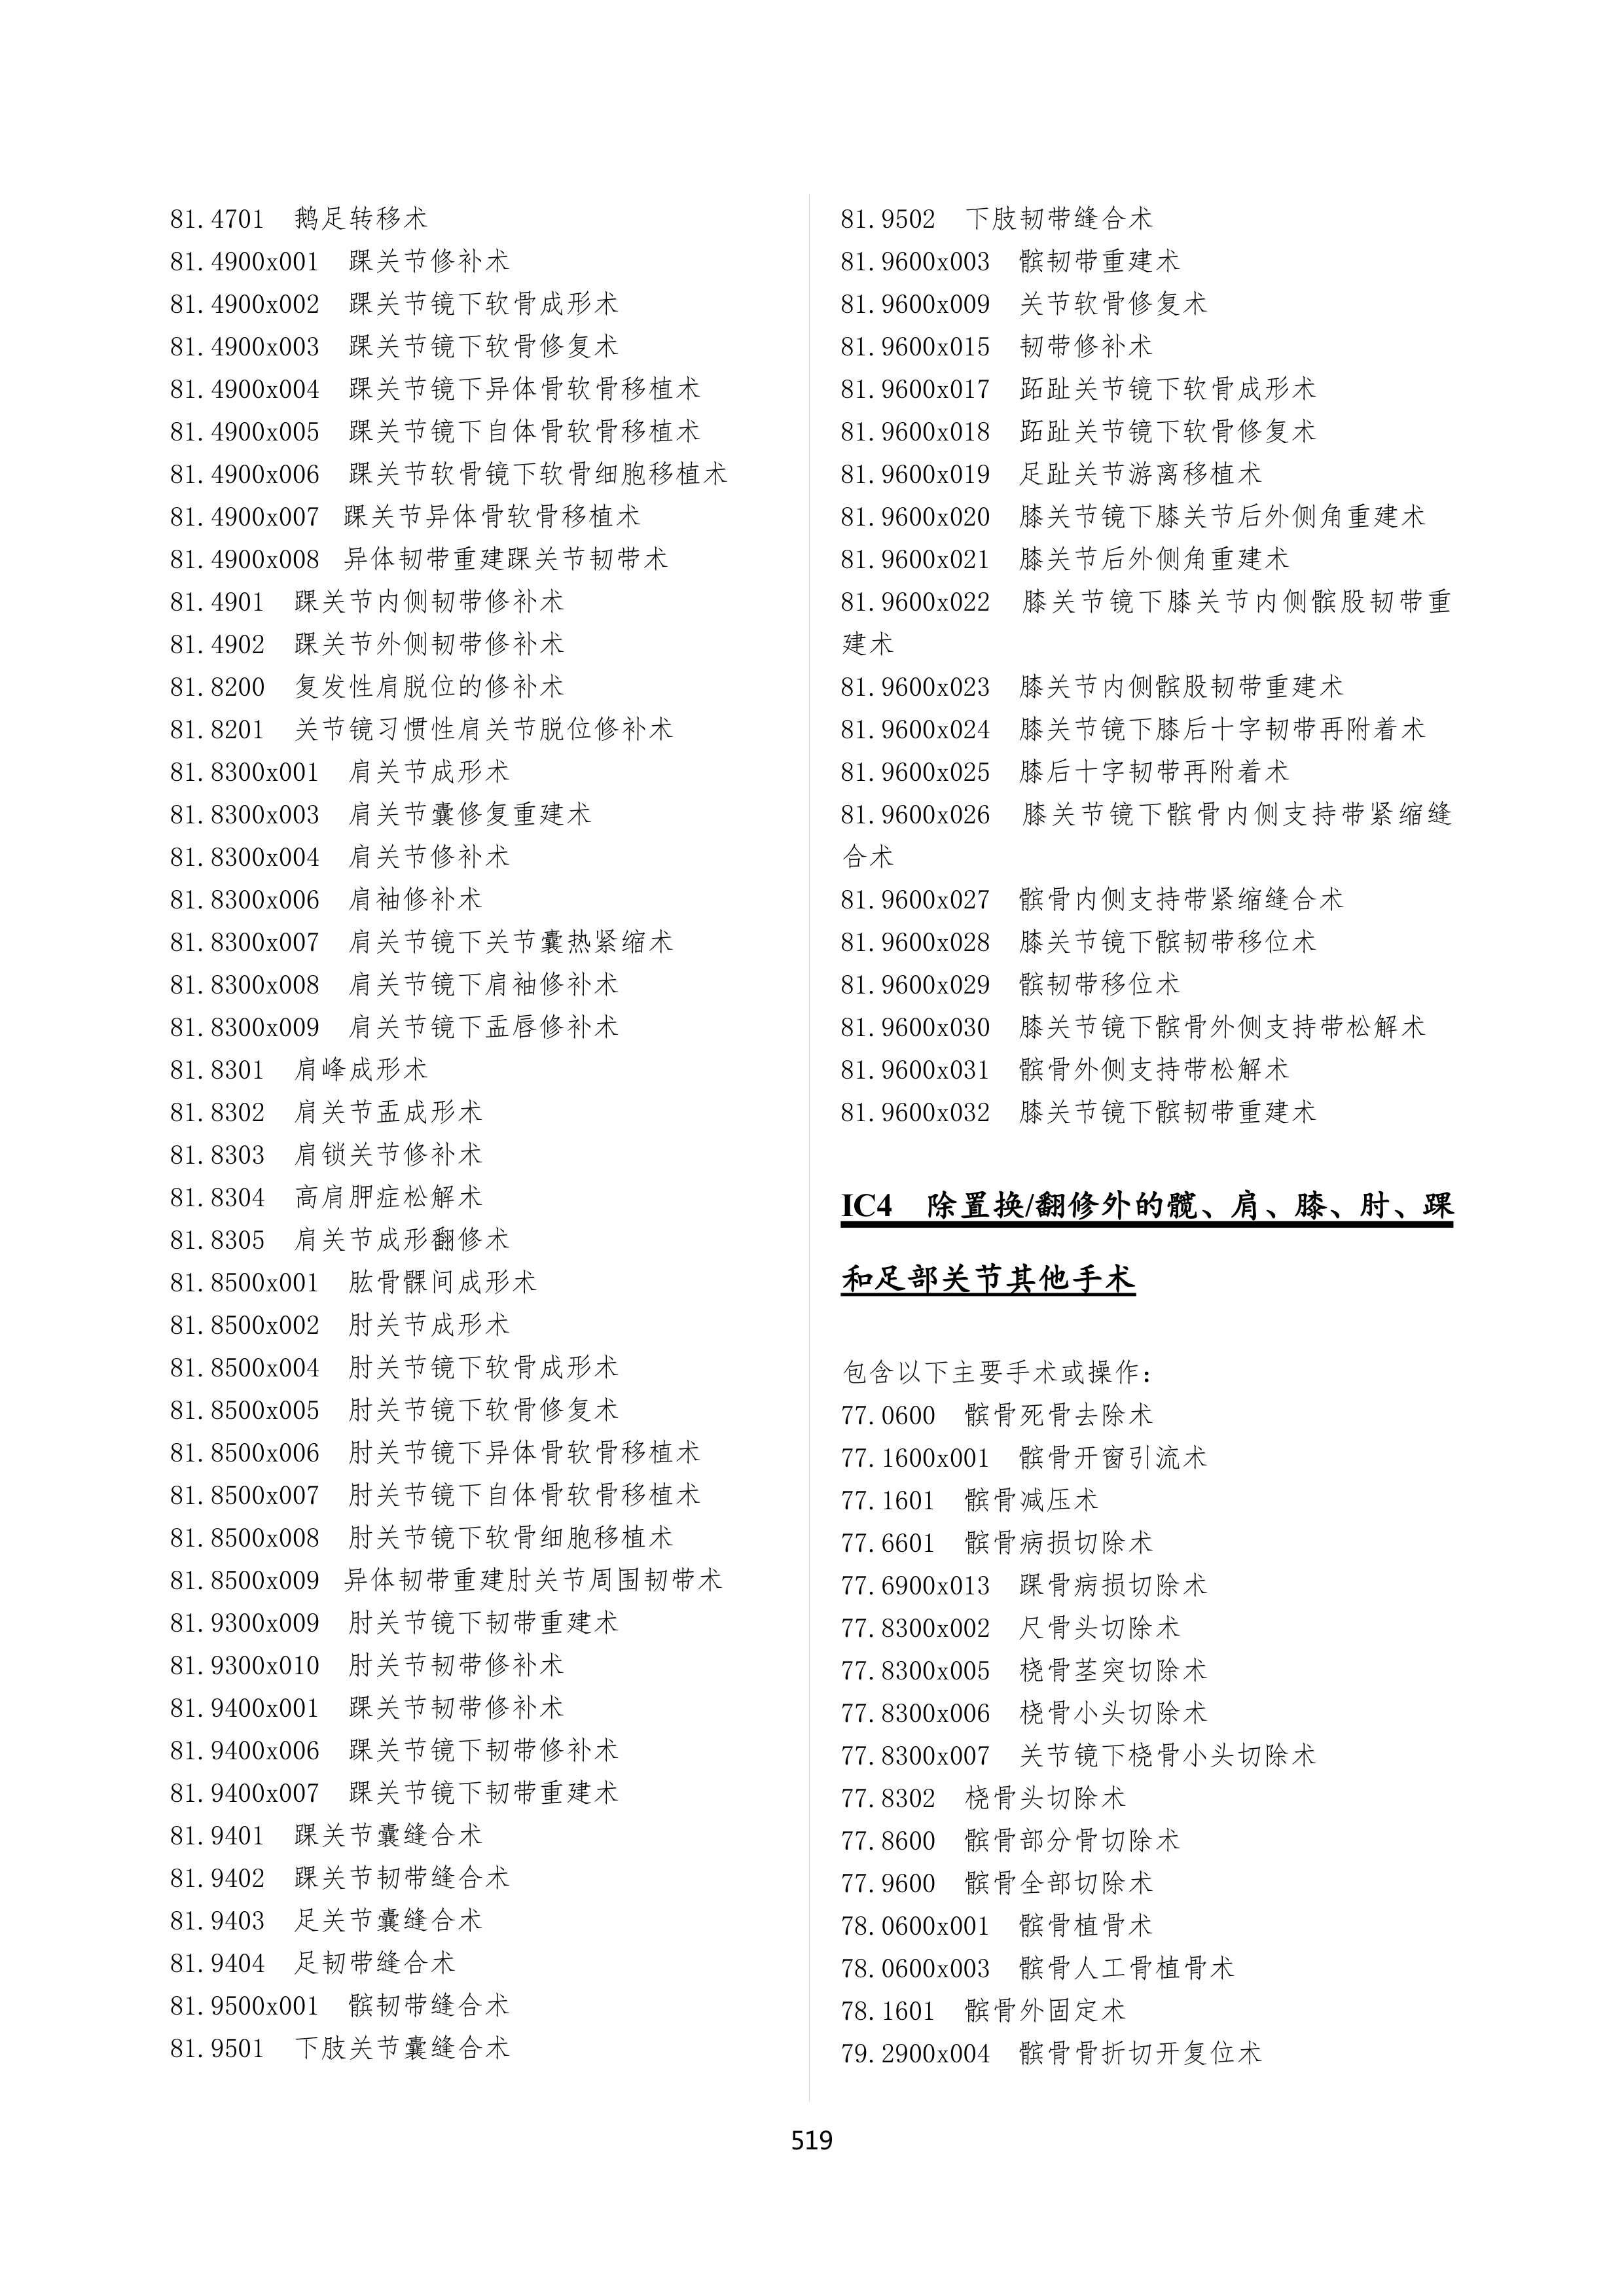 81.4701 鹅足转移术
81.4900x001 踝关节修补术
81.4900x002 踝关节镜下软骨成形术
81.4900x003 踝关节镜下软骨修复术
81.4900x004 踝关节镜下异体骨软骨移植术
81.4900x005 踝关节镜下自体骨软骨移植术
81.4900x006 踝关节软骨镜下软骨细胞移植术
81.4900x007 踝关节异体骨软骨移植术
81.4900x008 异体韧带重建踝关节韧带术
81.4901 踝关节内侧韧带修补术
81.4902 踝关节外侧韧带修补术
81.8200 复发性肩脱位的修补术
81.8201 关节镜习惯性肩关节脱位修补术
81.8300x001 肩关节成形术
81.8300x003 肩关节囊修复重建术
81.8300x004 肩关节修补术
81.8300x006 肩袖修补术
81.8300x007 肩关节镜下关节囊热紧缩术
81.8300x008 肩关节镜下肩袖修补术
81.8300x009 肩关节镜下盂唇修补术
81.8301 肩峰成形术
81.8302 肩关节盂成形术
81.8303 肩锁关节修补术
81.8304 高肩胛症松解术
81.8305 肩关节成形翻修术
81.8500x001 肱骨髁间成形术
81.8500x002 肘关节成形术
81.8500x004 肘关节镜下软骨成形术
81.8500x005 肘关节镜下软骨修复术
81.8500x006 肘关节镜下异体骨软骨移植术
81.8500x007 肘关节镜下自体骨软骨移植术
81.8500x008 肘关节镜下软骨细胞移植术
81.8500x009 异体韧带重建肘关节周围韧带术
81.9300x009 肘关节镜下韧带重建术
81.9300x010 肘关节韧带修补术
81.9400x001 踝关节韧带修补术
81.9400x006 踝关节镜下韧带修补术
81.9400x007 踝关节镜下韧带重建术
81.9401 踝关节囊缝合术
81.9402 踝关节韧带缝合术
81.9403 足关节囊缝合术
81.9404 足韧带缝合术
81.9500x001 髌韧带缝合术
81.9501 下肢关节囊缝合术
81.9502 下肢韧带缝合术
81.9600x003 髌韧带重建术
81.9600x009 关节软骨修复术
81.9600x015 韧带修补术
81.9600x017 跖趾关节镜下软骨成形术
81.9600x018 跖趾关节镜下软骨修复术
81.9600x019 足趾关节游离移植术
81.9600x020 膝关节镜下膝关节后外侧角重建术
81.9600x021 膝关节后外侧角重建术
81.9600x022 膝关节镜下膝关节内侧髌股韧带重
建术
81.9600x023 膝关节内侧髌股韧带重建术
81.9600x024 膝关节镜下膝后十字韧带再附着术
81.9600x025 膝后十字韧带再附着术
81.9600x026 膝关节镜下髌骨内侧支持带紧缩缝
合术
81.9600x027 髌骨内侧支持带紧缩缝合术
81.9600x028 膝关节镜下髌韧带移位术
81.9600x029 髌韧带移位术
81.9600x030 膝关节镜下髌骨外侧支持带松解术
81.9600x031 髌骨外侧支持带松解术
81.9600x032 膝关节镜下髌韧带重建术
IC4 除置换/翻修外的髋、肩、膝、肘、踝
和足部关节其他手术
包含以下主要手术或操作：
77.0600 髌骨死骨去除术
77.1600x001 髌骨开窗引流术
77.1601 髌骨减压术
77.6601 髌骨病损切除术
77.6900x013 踝骨病损切除术
77.8300x002 尺骨头切除术
77.8300x005 桡骨茎突切除术
77.8300x006 桡骨小头切除术
77.8300x007 关节镜下桡骨小头切除术
77.8302 桡骨头切除术
77.8600 髌骨部分骨切除术
77.9600 髌骨全部切除术
78.0600x001 髌骨植骨术
78.0600x003 髌骨人工骨植骨术
78.1601 髌骨外固定术
79.2900x004 髌骨骨折切开复位术
519